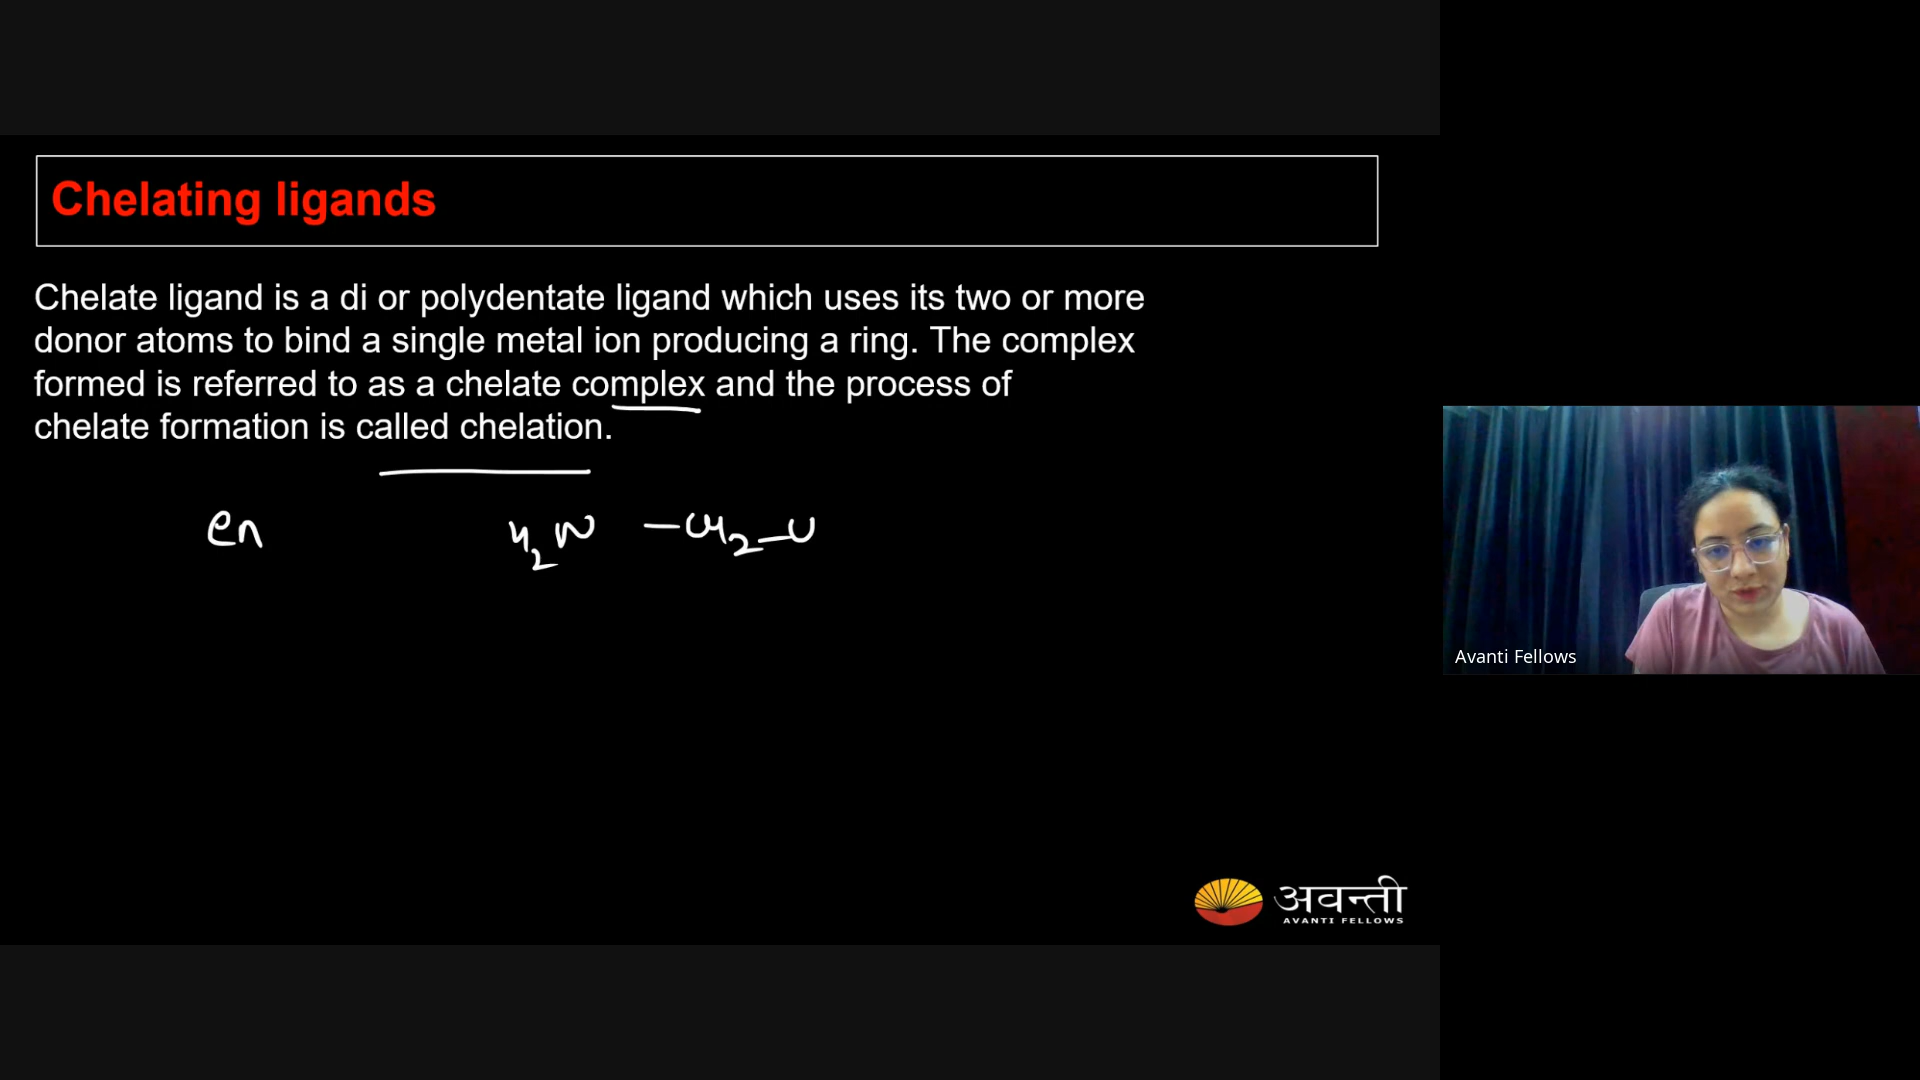 Chelating ligands
Chelate ligand is a di or polydentate ligand which uses its two or more
donor atoms to bind a single metal ion producing a ring. The complex
formed is referred to as a chelate complex and the process of
chelate formation is called chelation.
en H2N -CH2-C
Avanti Fellows
अवन्ती
AVANTI FELLOWS